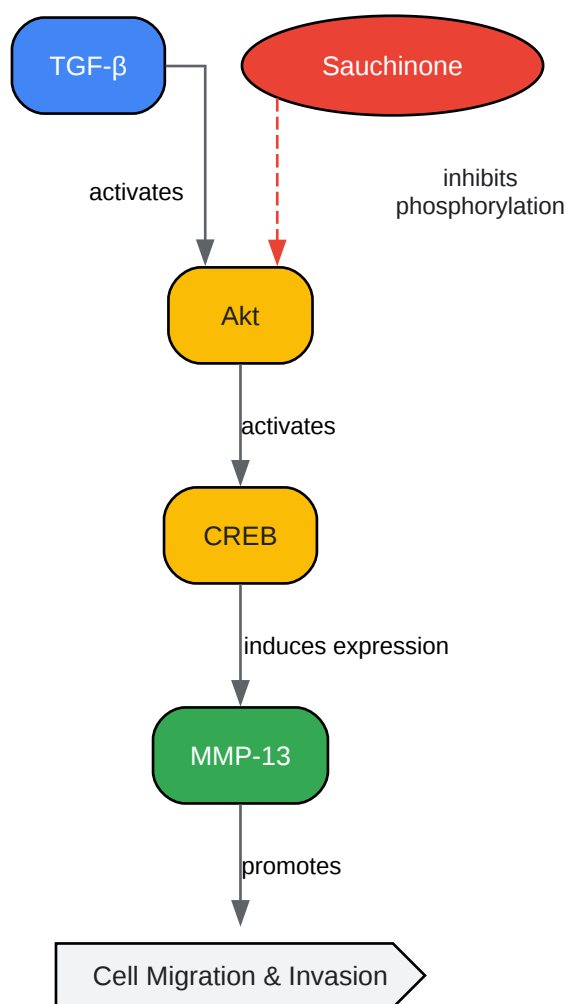 TGF-β
Sauchinone
activates
inhibits
phosphorylation
Akt
activates
CREB
induces expression
MMP-13
promotes
Cell Migration & Invasion